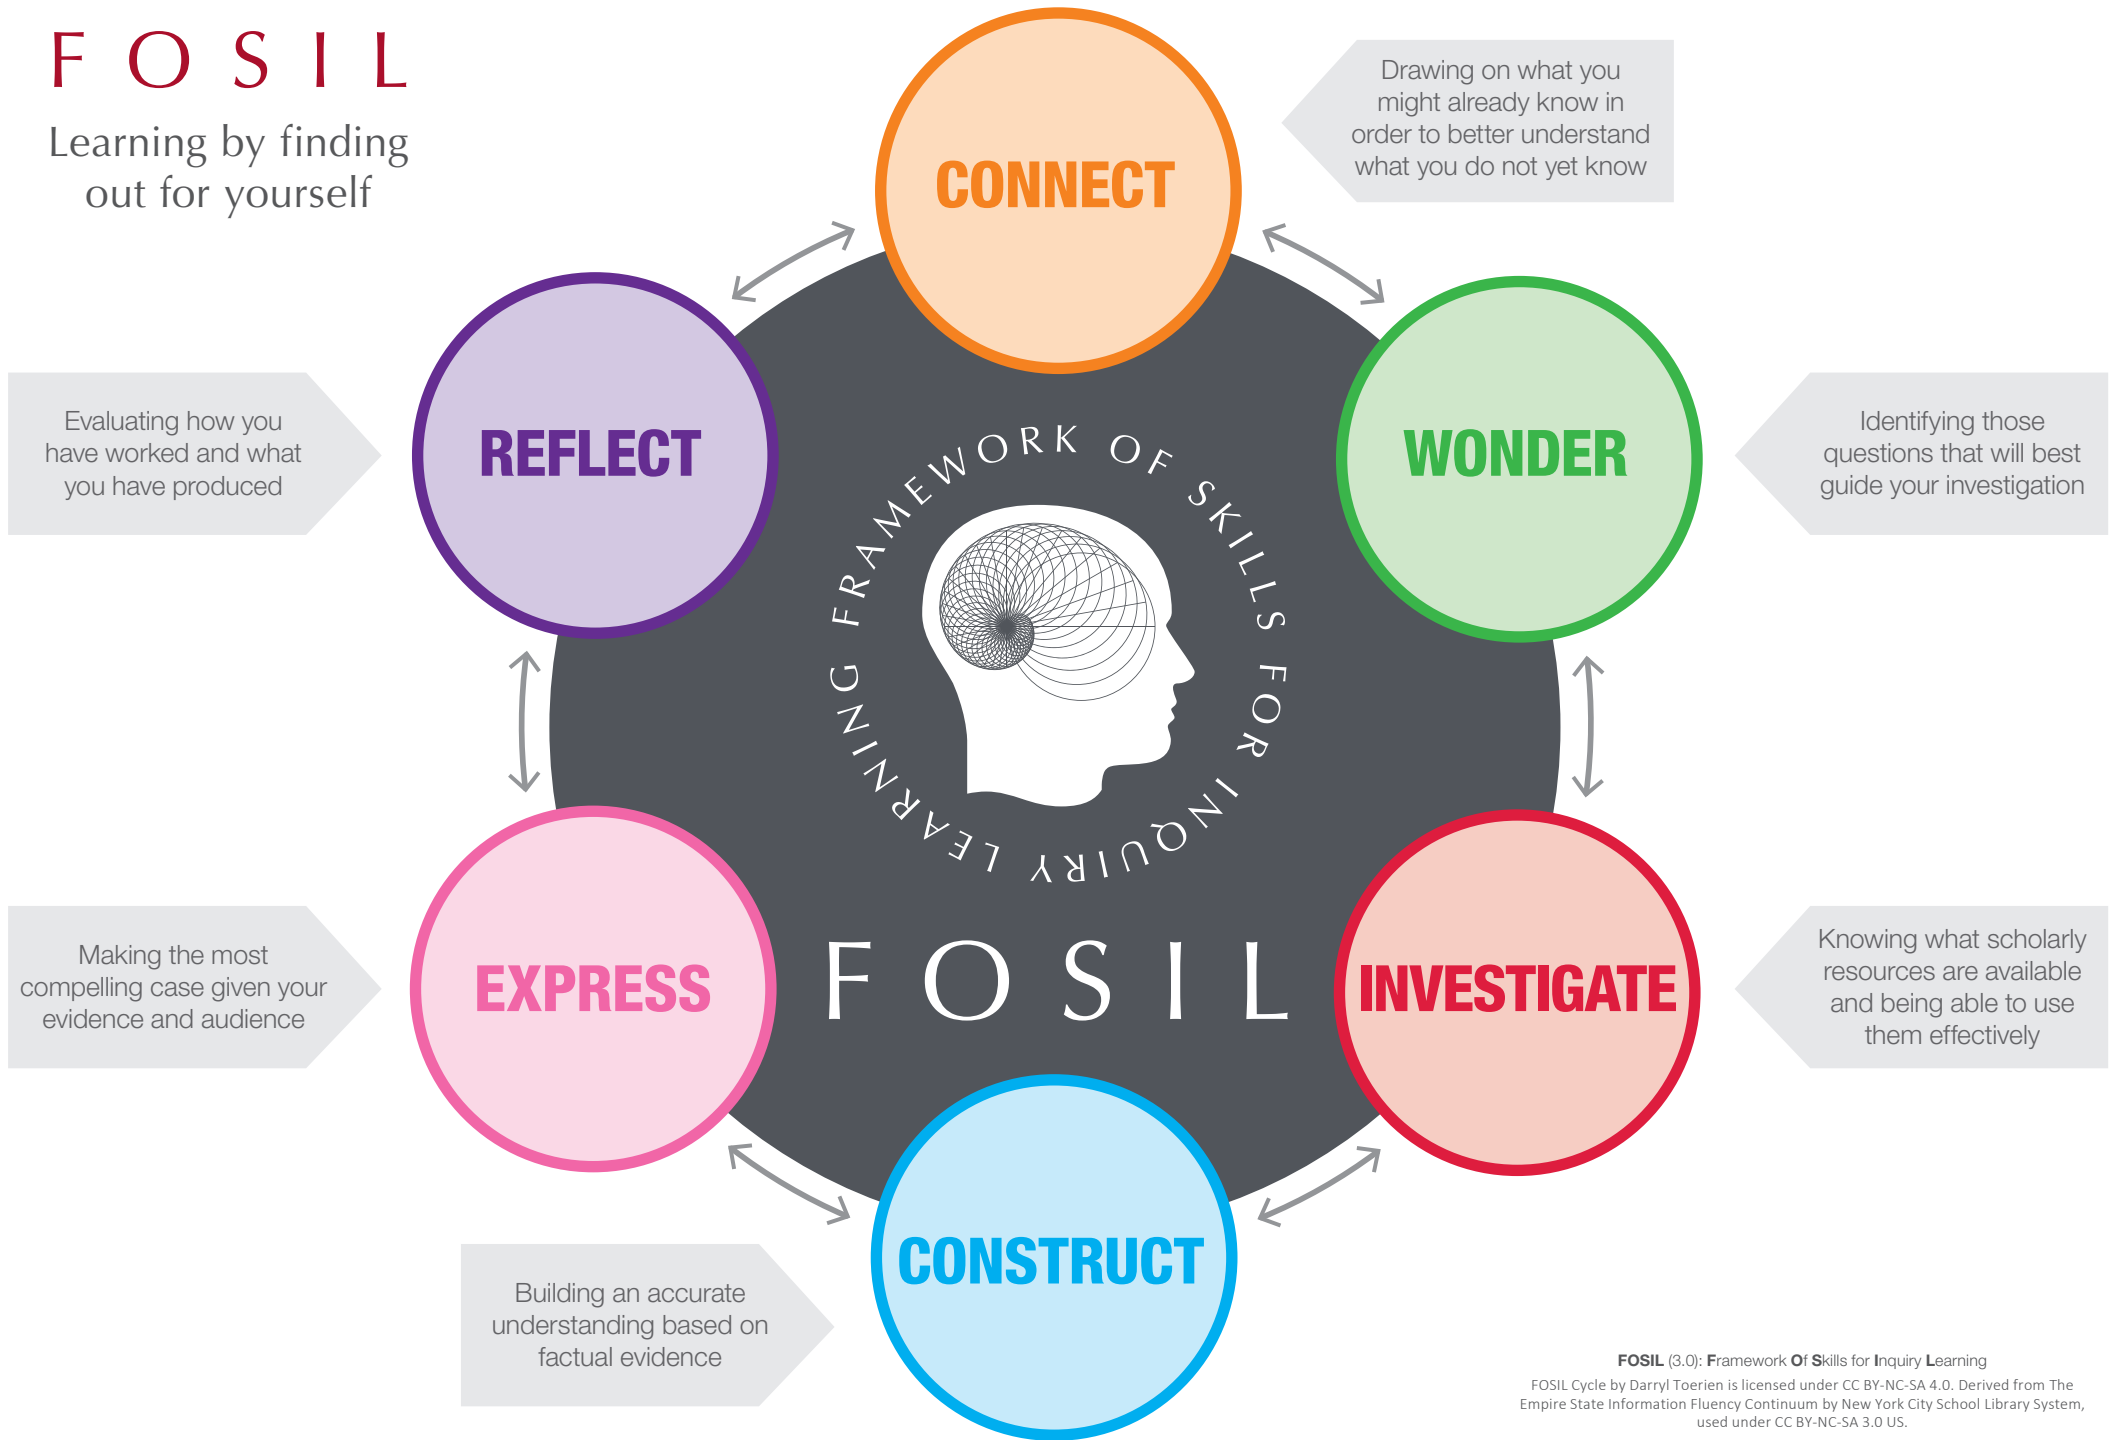 F O S I L
Learning by finding
out for yourself
CONNECT
Drawing on what you
might already know in
order to better understand
what you do not yet know
WONDER
Identifying those
questions that will best
guide your investigation
INVESTIGATE
Knowing what scholarly
resources are available
and being able to use
them effectively
CONSTRUCT
Building an accurate
understanding based on
factual evidence
EXPRESS
Making the most
compelling case given your
evidence and audience
REFLECT
Evaluating how you
have worked and what
you have produced
FRAMEWORK OF SKILLS FOR INQUIRY LEARNING
F O S I L
FOSIL (3.0): Framework Of Skills for Inquiry Learning
FOSIL Cycle by Darryl Toerien is licensed under CC BY-NC-SA 4.0. Derived from The
Empire State Information Fluency Continuum by New York City School Library System,
used under CC BY-NC-SA 3.0 US.